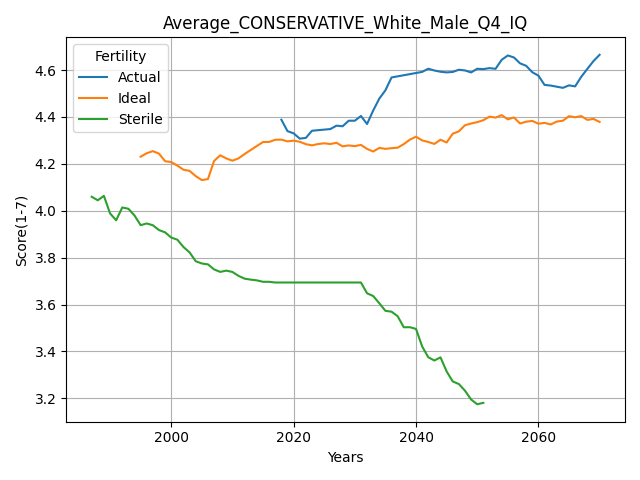 Average_CONSERVATIVE_White_Male_Q4_IQ
Fertility
Actual
Ideal
Sterile
Score(1-7)
4.6
4.4
4.2
4.0
3.8
3.6
3.4
3.2
2000 2020 2040 2060
Years